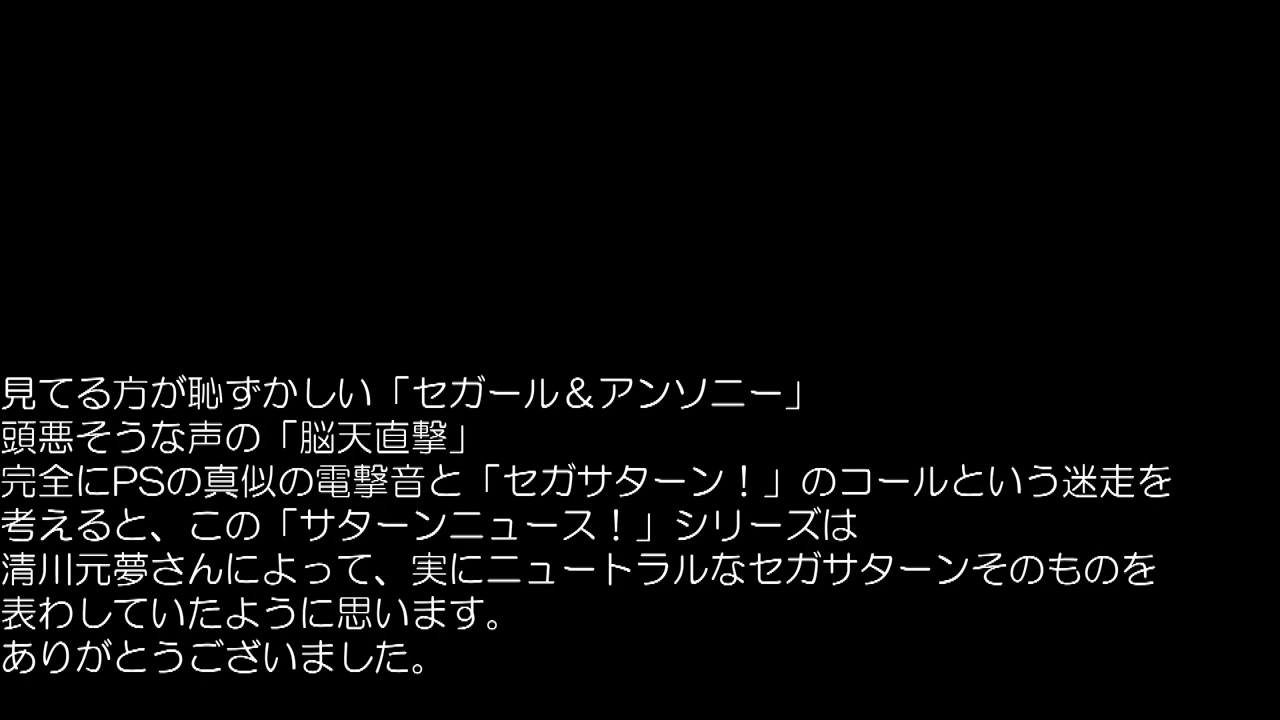 見てる方が恥ずかしい「セガール＆アンソニー」
頭悪そうな声の「脳天直撃」
完全にPSの真似の電撃音と「セガサターン！」のコールという迷走を
考えると、この「サターンニュース！」シリーズは
清川元夢さんによって、実にニュートラルなセガサターンそのものを
表わしていたように思います。
ありがとうございました。